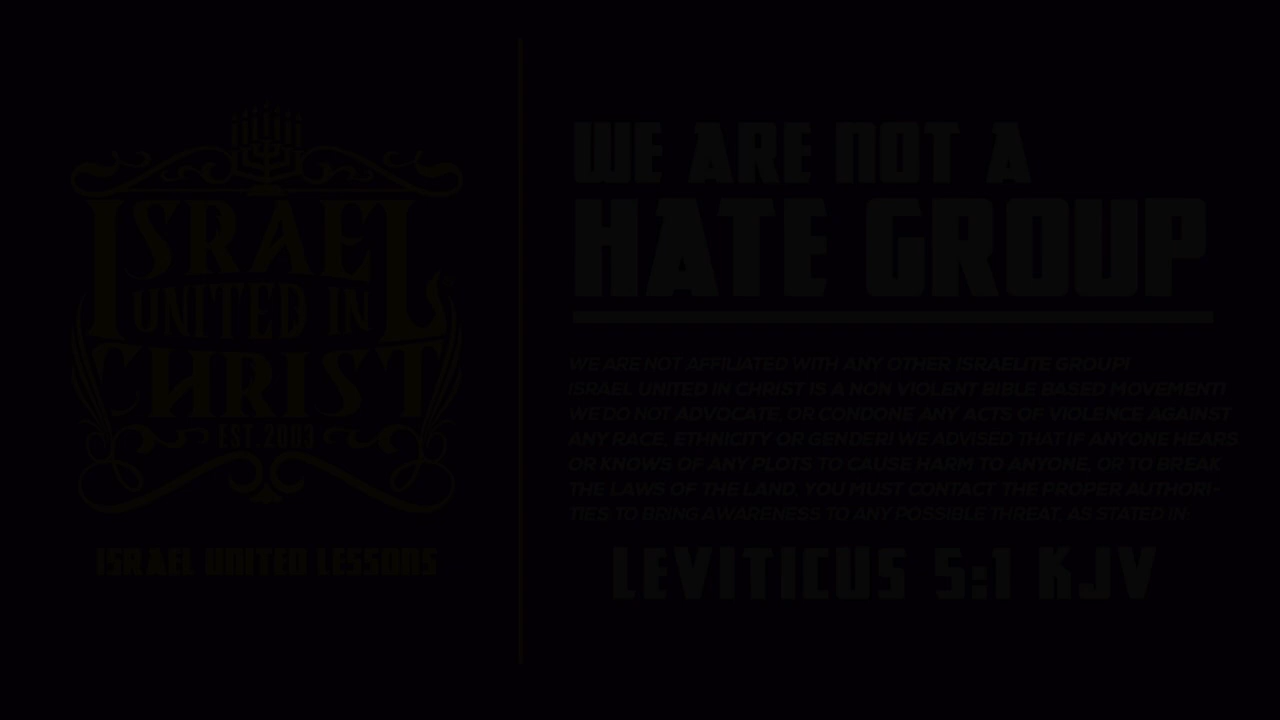 ISRAEL
UNITED IN
CHRIST
EST. 2003
ISRAEL UNITED LESSONS
WE ARE NOT A
HATE GROUP
WE ARE NOT AFFILIATED WITH ANY OTHER ISRAELITE GROUP!
ISRAEL UNITED IN CHRIST IS A NON VIOLENT BIBLE BASED MOVEMENT!
WE DO NOT ADVOCATE OR CONDONE ANY ACTS OF VIOLENCE AGAINST
ANY RACE, ETHNICITY OR GENDER! WE ADVISED THAT IF ANYONE HEARS
OR KNOWS OF ANY PLOTS TO CAUSE HARM TO ANYONE, OR TO BREAK
THE LAWS OF THE LAND. YOU MUST CONTACT THE PROPER AUTHORI-
TIES TO BRING AWARENESS TO ANY POSSIBLE THREAT, AS STATED IN:
LEVITICUS 5:1 KJV